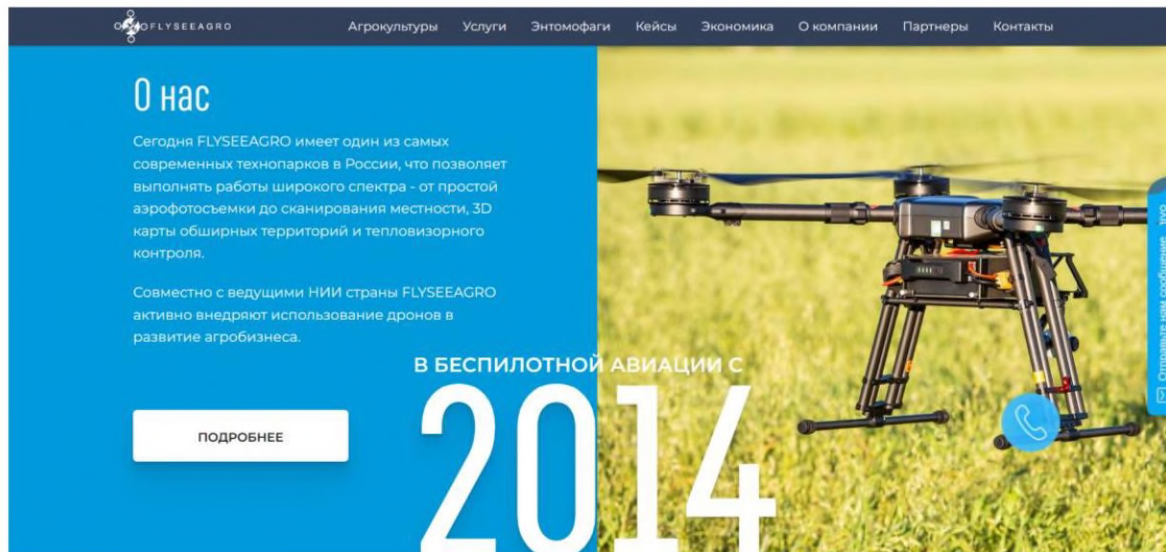 FLYSEEAGRO
Агрокультуры Услуги Энтомофаги Кейсы Экономика О компании Партнеры Контакты
О нас
Сегодня FLYSEEAGRO имеет один из самых
современных технопарков в России, что позволяет
выполнять работы широкого спектра - от простой
аэрофотосъемки до сканирования местности, 3D
карты обширных территорий и тепловизорного
контроля.
Совместно с ведущими НИИ страны FLYSEEAGRO
активно внедряют использование дронов в
развитие агробизнеса.
В БЕСПИЛОТНОЙ АВИАЦИИ С
2014
ПОДРОБНЕЕ
Отправьте нам сообщение